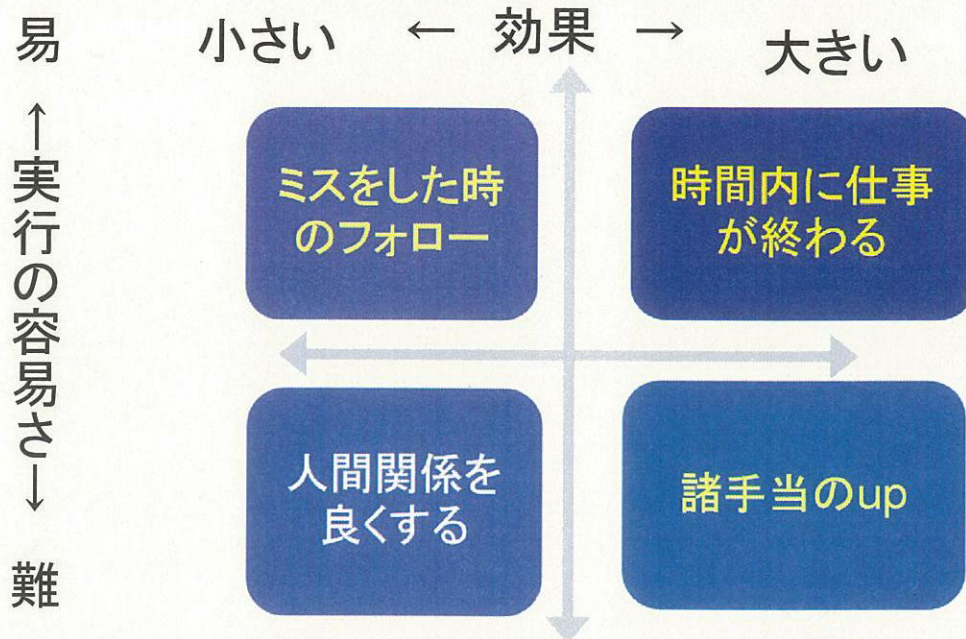 小さい ← 効果 → 大きい
易 ←実行の容易さ→ 難
ミスをした時
のフォロー
時間内に仕事
が終わる
人間関係を
良くする
諸手当のup